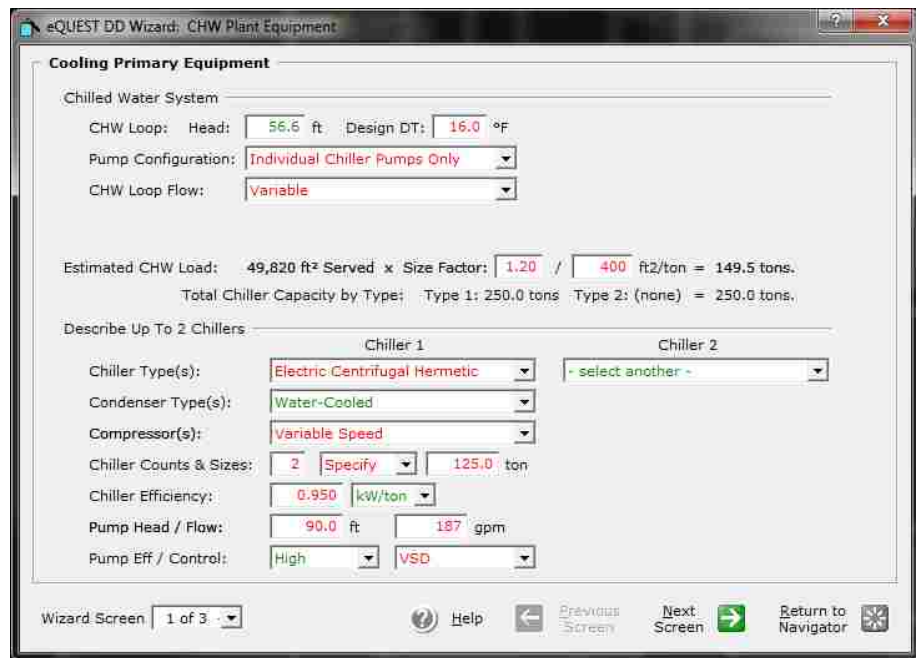 eQUEST DD Wizard: CHW Plant Equipment
Cooling Primary Equipment
Chilled Water System
CHW Loop: Head: 56.6 ft Design DT: 16.0 °F
Pump Configuration: Individual Chiller Pumps Only
CHW Loop Flow: Variable
Estimated CHW Load: 49,820 ft² Served x Size Factor: 1.20 / 400 ft2/ton = 149.5 tons.
Total Chiller Capacity by Type: Type 1: 250.0 tons Type 2: (none) = 250.0 tons.
Describe Up To 2 Chillers
Chiller 1 Chiller 2
Chiller Type(s): Electric Centrifugal Hermetic - select another -
Condenser Type(s): Water-Cooled
Compressor(s): Variable Speed
Chiller Counts & Sizes: 2 Specify 125.0 ton
Chiller Efficiency: 0.950 kW/ton
Pump Head / Flow: 90.0 ft 187 gpm
Pump Eff / Control: High VSD
Wizard Screen 1 of 3 ? Help Previous Screen Next Screen Return to Navigator